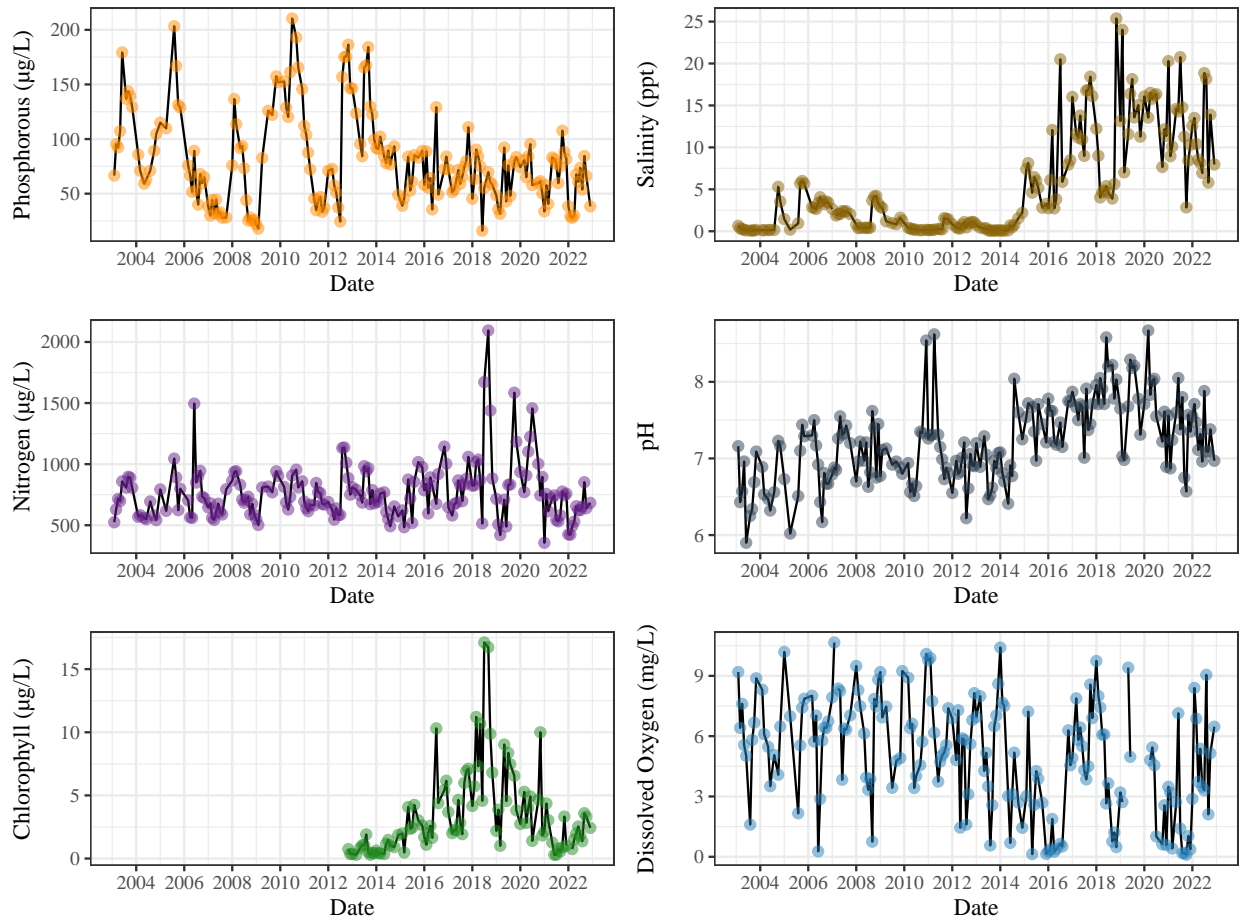 Phosphorous (µg/L)
200
150
100
50
2004 2006 2008 2010 2012 2014 2016 2018 2020 2022
Date
Salinity (ppt)
25
20
15
10
5
0
2004 2006 2008 2010 2012 2014 2016 2018 2020 2022
Date
Nitrogen (µg/L)
2000
1500
1000
500
2004 2006 2008 2010 2012 2014 2016 2018 2020 2022
Date
pH
8
7
6
2004 2006 2008 2010 2012 2014 2016 2018 2020 2022
Date
Chlorophyll (µg/L)
15
10
5
0
2004 2006 2008 2010 2012 2014 2016 2018 2020 2022
Date
Dissolved Oxygen (mg/L)
9
6
3
0
2004 2006 2008 2010 2012 2014 2016 2018 2020 2022
Date